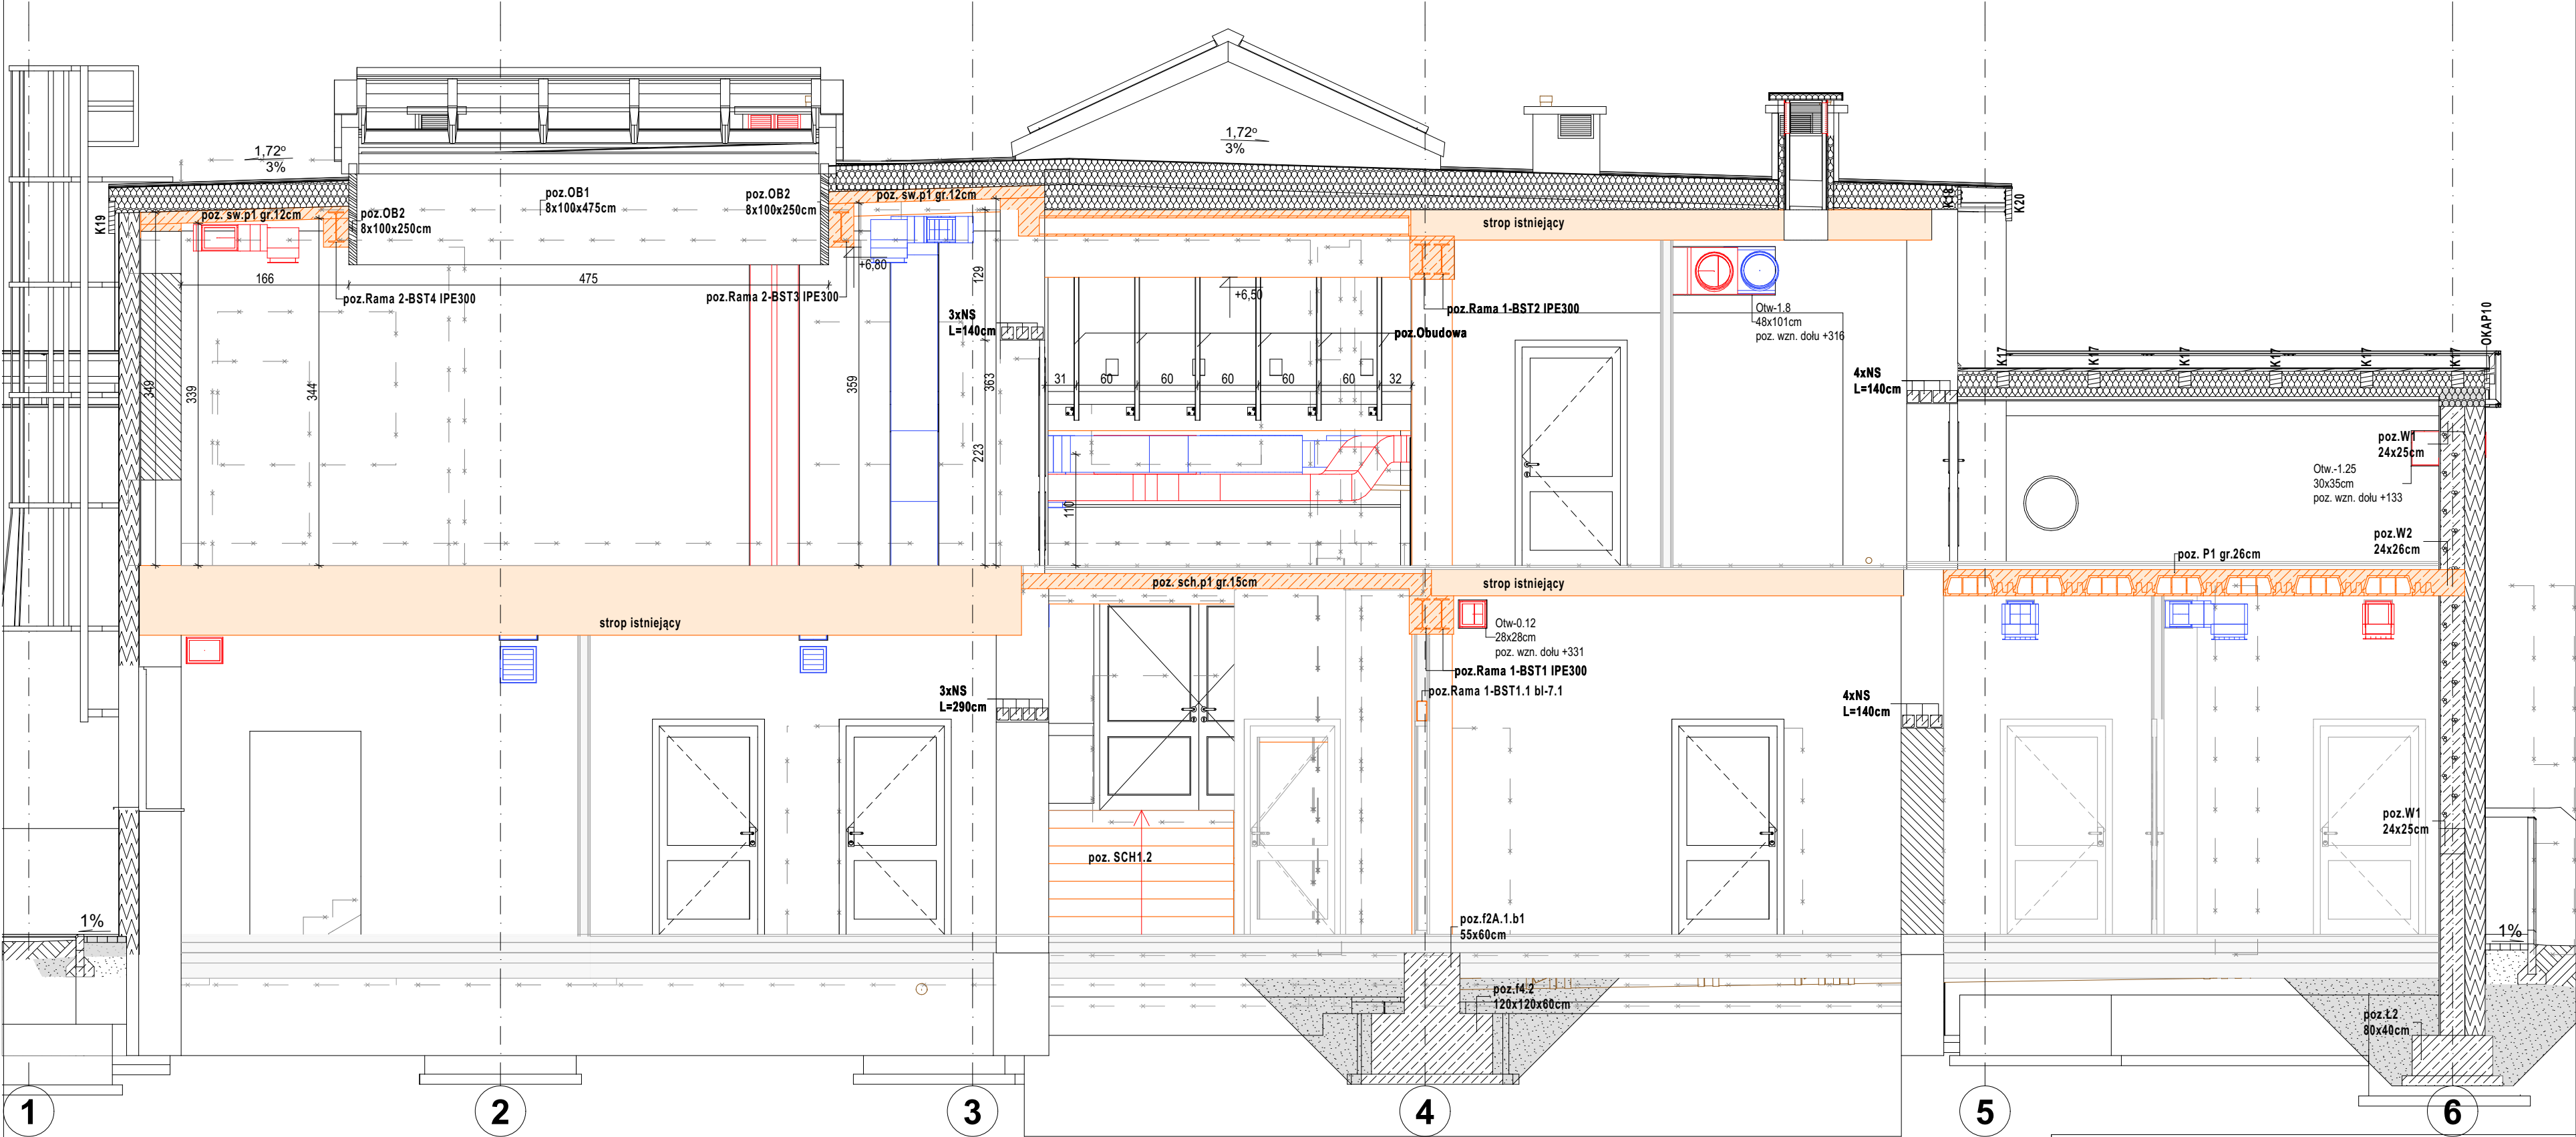 1,72°
3%
1,72°
3%
poz. sw.p1 gr.12cm
poz.OB2
8x100x250cm
poz.OB1
8x100x475cm
poz.OB2
8x100x250cm
poz. sw.p1 gr.12cm
strop istniejący
K19
K18
K20
+6,80
166
475
129
poz.Rama 2-BST4 IPE300
poz.Rama 2-BST3 IPE300
+6,50
3xNS
L=140cm
poz.Rama 1-BST2 IPE300
poz.Obudowa
Otw-1.8
48x101cm
poz. wzn. dołu +316
OKAP10
K17
K17
K17
K17
K17
K17
349
339
344
359
363
31
60
60
60
60
60
32
4xNS
L=140cm
223
110
poz.W1
24x25cm
Otw.-1.25
30x35cm
poz. wzn. dołu +133
poz.W2
24x26cm
poz. P1 gr.26cm
poz. sch.p1 gr.15cm
strop istniejący
strop istniejący
Otw-0.12
28x28cm
poz. wzn. dołu +331
poz.Rama 1-BST1 IPE300
poz.Rama 1-BST1.1 bl-7.1
3xNS
L=290cm
4xNS
L=140cm
poz.W1
24x25cm
poz. SCH1.2
1%
poz.f2A.1.b1
55x60cm
1%
poz.f4.2
120x120x60cm
poz.Ł2
80x40cm
1
2
3
4
5
6